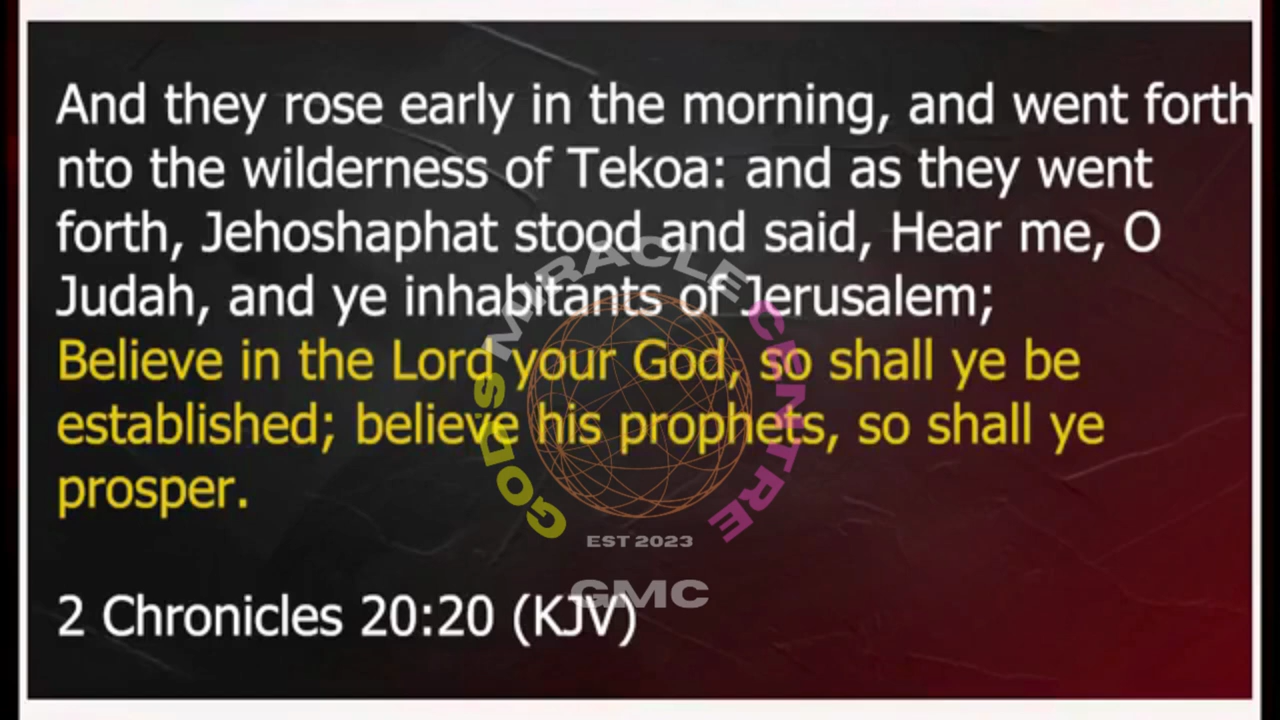 And they rose early in the morning, and went forth
nto the wilderness of Tekoa: and as they went
forth, Jehoshaphat stood and said, Hear me, O
Judah, and ye inhabitants of Jerusalem;
Believe in the Lord your God, so shall ye be
established; believe his prophets, so shall ye
prosper.
GODS MIRACLE CENTRE
EST 2023
GMC
2 Chronicles 20:20 (KJV)